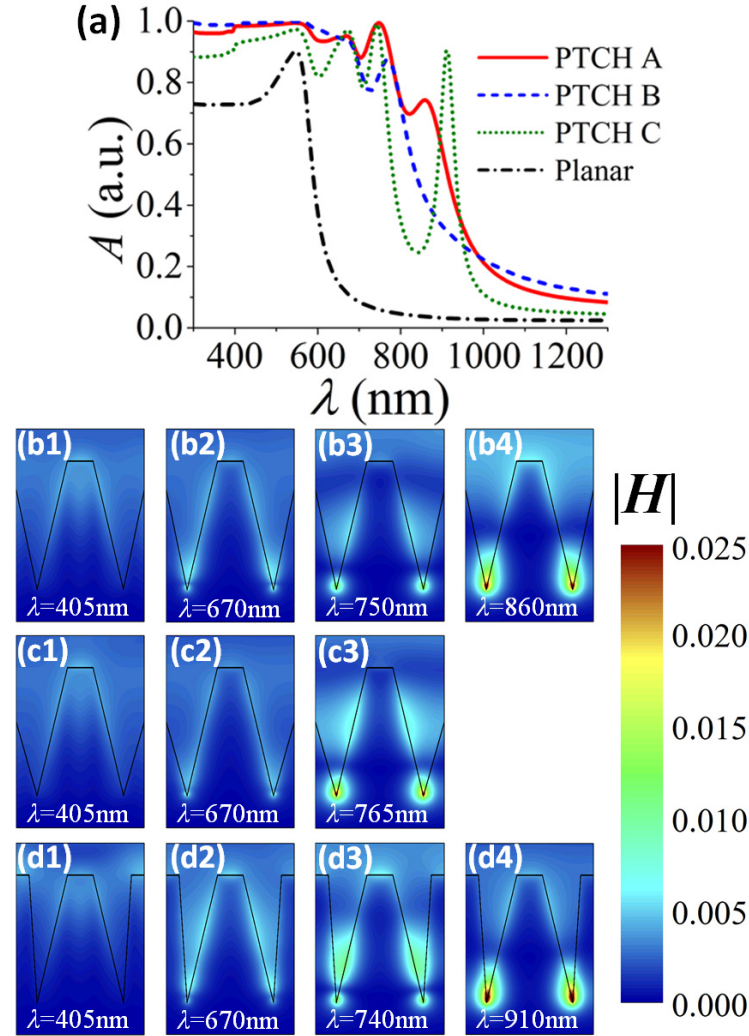 (a)
A (a.u.)
1.0
0.8
0.6
0.4
0.2
0.0
PTCH A
PTCH B
PTCH C
Planar
400 600 800 1000 1200
λ (nm)
(b1) (b2) (b3) (b4)
λ=405nm λ=670nm λ=750nm λ=860nm
(c1) (c2) (c3)
λ=405nm λ=670nm λ=765nm
(d1) (d2) (d3) (d4)
λ=405nm λ=670nm λ=740nm λ=910nm
|H|
0.025
0.020
0.015
0.010
0.005
0.000